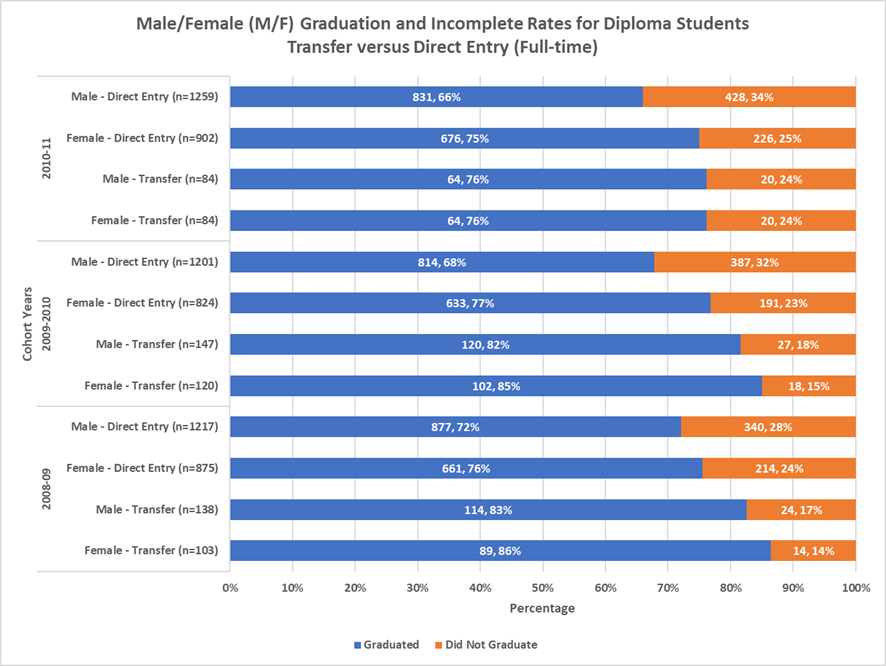 Male/Female (M/F) Graduation and Incomplete Rates for Diploma Students
Transfer versus Direct Entry (Full-time)
Cohort Years
2010-11
Male - Direct Entry (n=1259)
831, 66%
428, 34%
Female - Direct Entry (n=902)
676, 75%
226, 25%
Male - Transfer (n=84)
64, 76%
20, 24%
Female - Transfer (n=84)
64, 76%
20, 24%
2009-2010
Male - Direct Entry (n=1201)
814, 68%
387, 32%
Female - Direct Entry (n=824)
633, 77%
191, 23%
Male - Transfer (n=147)
120, 82%
27, 18%
Female - Transfer (n=120)
102, 85%
18, 15%
2008-09
Male - Direct Entry (n=1217)
877, 72%
340, 28%
Female - Direct Entry (n=875)
661, 76%
214, 24%
Male - Transfer (n=138)
114, 83%
24, 17%
Female - Transfer (n=103)
89, 86%
14, 14%
0% 10% 20% 30% 40% 50% 60% 70% 80% 90% 100%
Percentage
Graduated Did Not Graduate